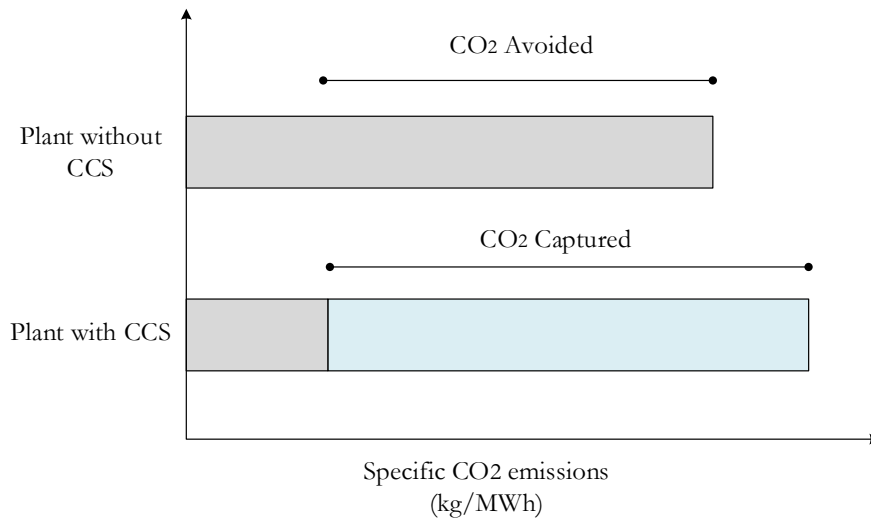 CO2 Avoided
Plant without
CCS
CO2 Captured
Plant with CCS
Specific CO2 emissions
(kg/MWh)